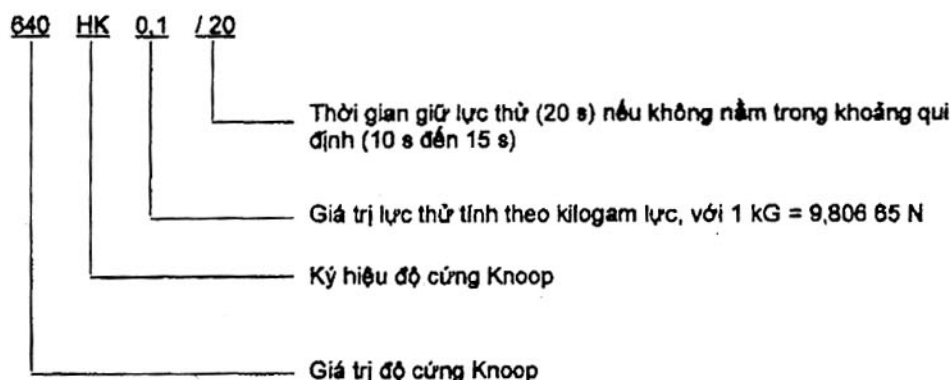 640 HK 0,1 / 20
Thời gian giữ lực thử (20 s) nếu không nằm trong khoảng qui
định (10 s đến 15 s)
Giá trị lực thử tính theo kilogam lực, với 1 kG = 9,806 65 N
Ký hiệu độ cứng Knoop
Giá trị độ cứng Knoop